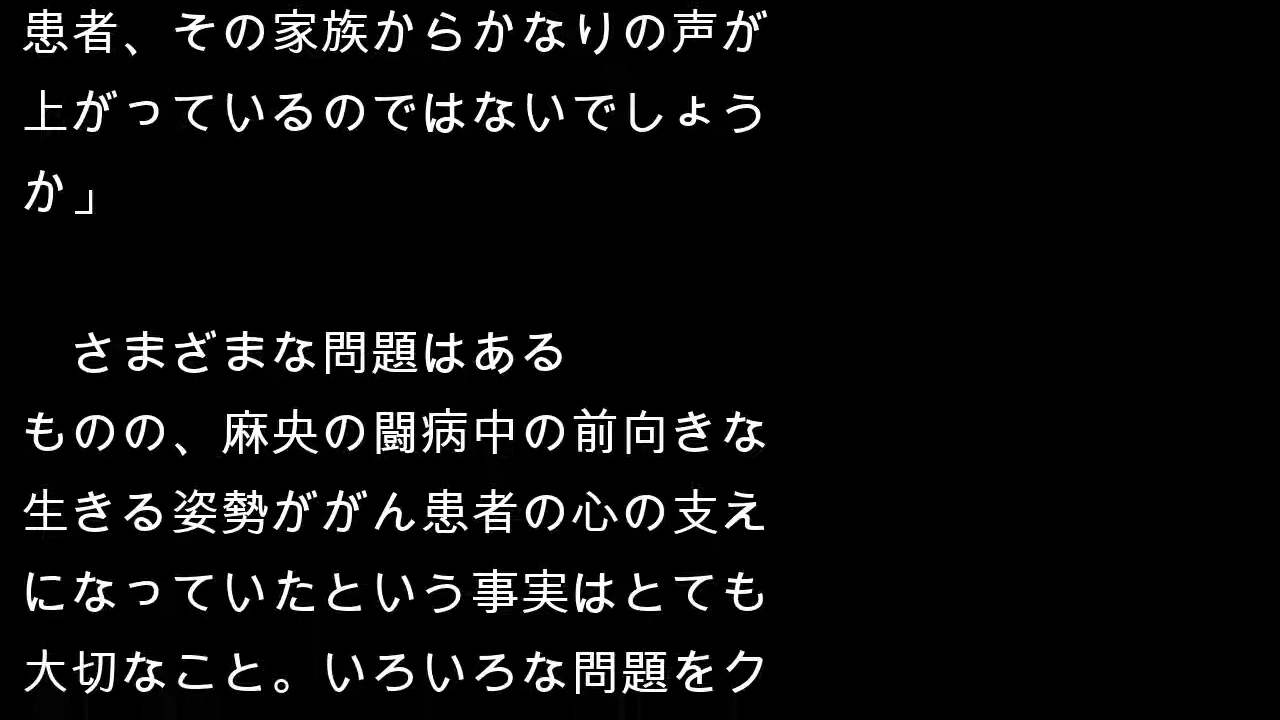 患者、その家族からかなりの声が
上がっているのではないでしょう
か」
　さまざまな問題はある
ものの、麻央の闘病中の前向きな
生きる姿勢ががん患者の心の支え
になっていたという事実はとても
大切なこと。いろいろな問題をク